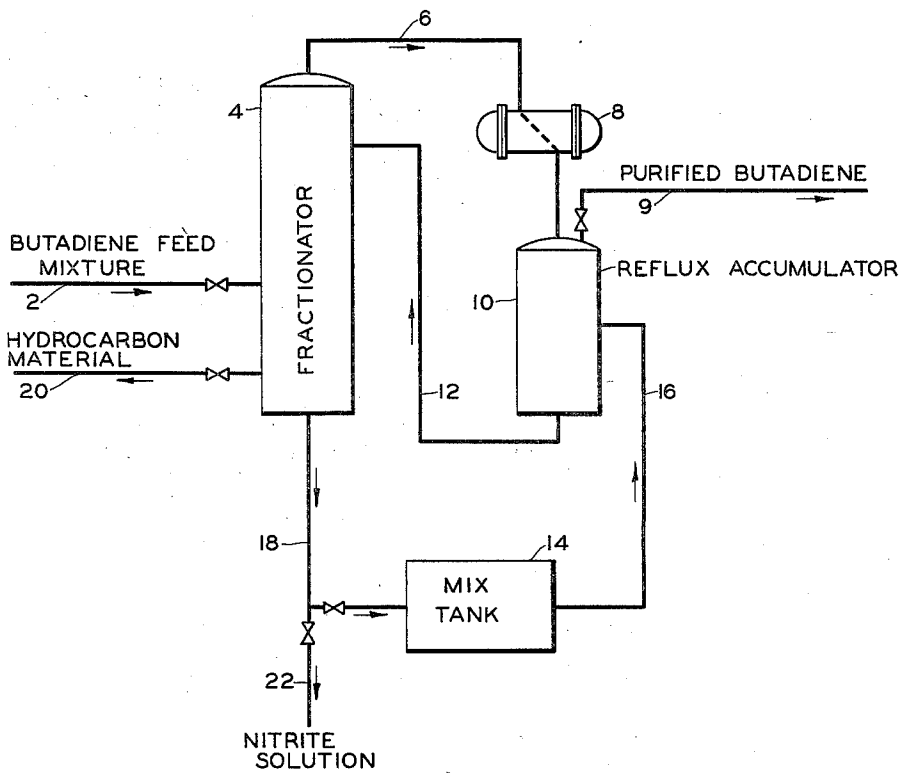 6
4
8
PURIFIED BUTADIENE
9
FRACTIONATOR
BUTADIENE FEED
MIXTURE
2
REFLUX ACCUMULATOR
10
HYDROCARBON
MATERIAL
20
12
16
18
14
MIX
TANK
22
NITRITE
SOLUTION